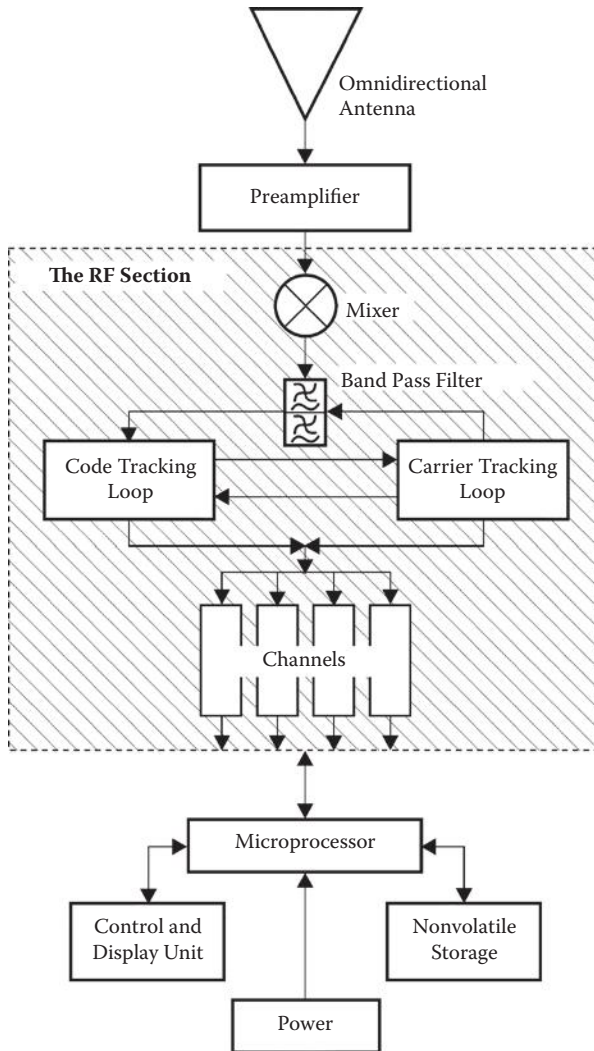 Omnidirectional
Antenna
Preamplifier
The RF Section
Mixer
Band Pass Filter
Code Tracking
Loop
Carrier Tracking
Loop
Channels
Microprocessor
Control and
Display Unit
Nonvolatile
Storage
Power